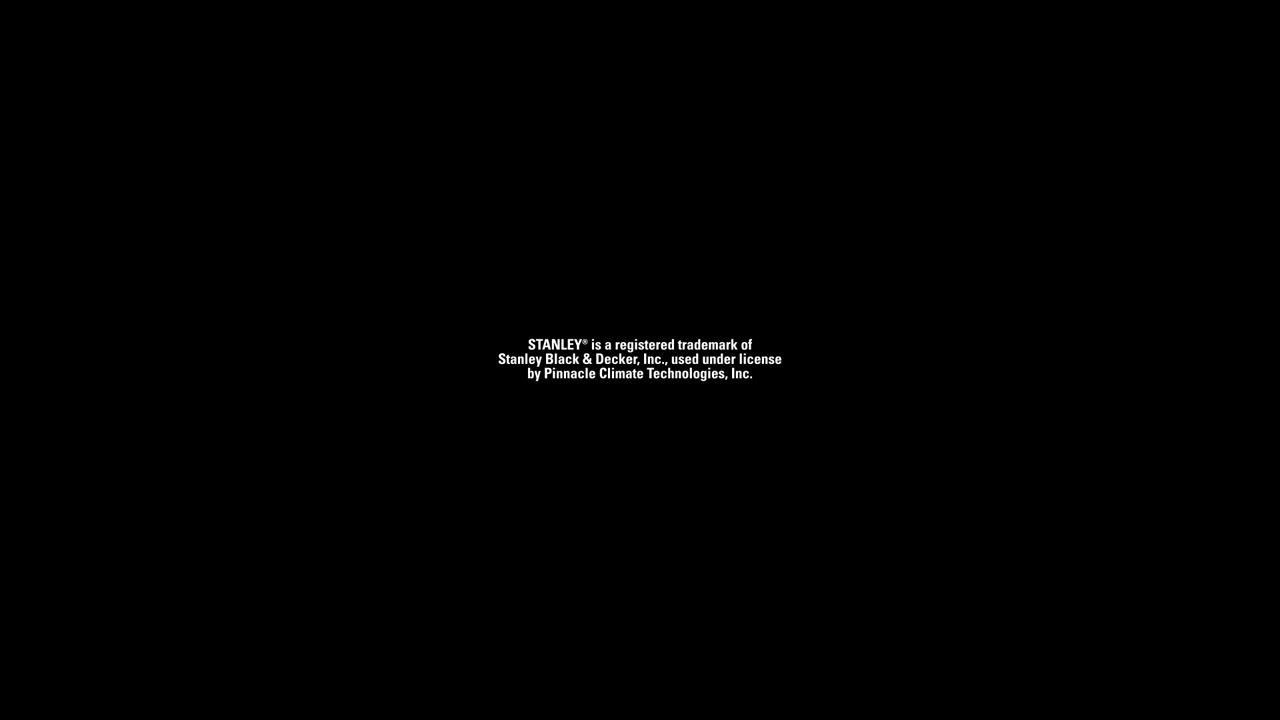 STANLEY® is a registered trademark of
Stanley Black & Decker, Inc., used under license
by Pinnacle Climate Technologies, Inc.